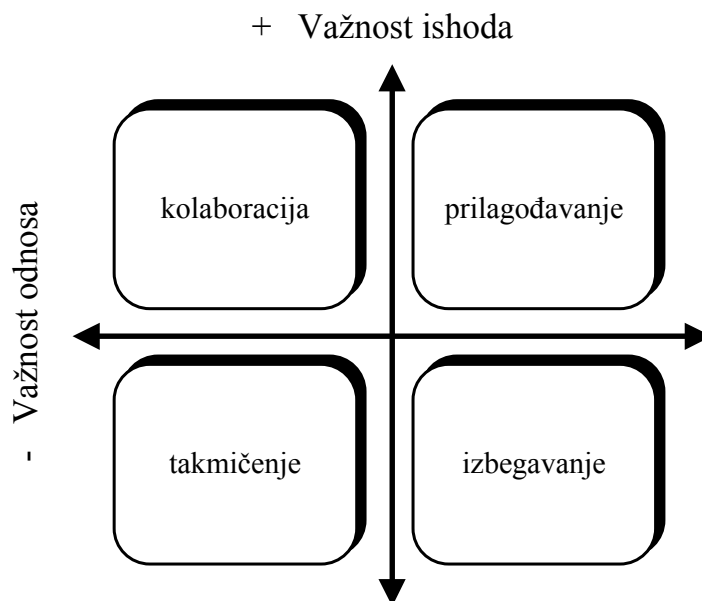 + Važnost ishoda
kolaboracija
prilagođavanje
- Važnost odnosa
takmičenje
izbegavanje